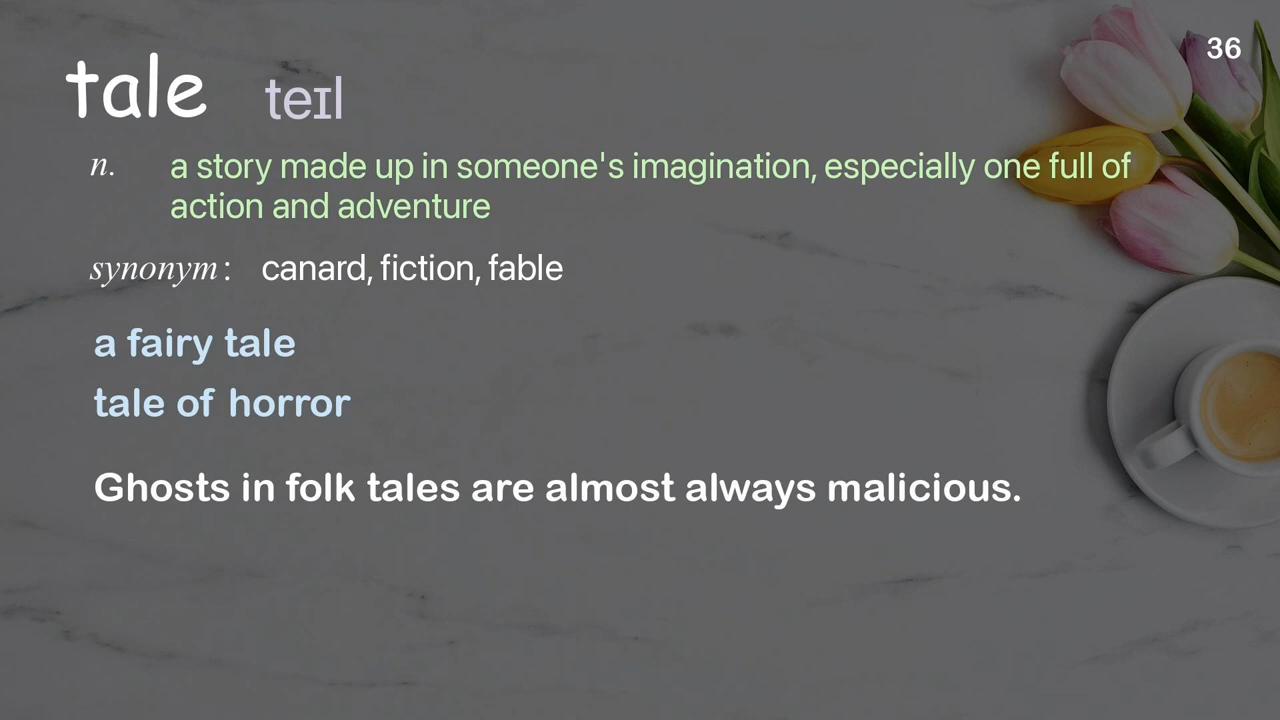 36
tale teɪl
n. a story made up in someone's imagination, especially one full of
action and adventure
synonym: canard, fiction, fable
a fairy tale
tale of horror
Ghosts in folk tales are almost always malicious.